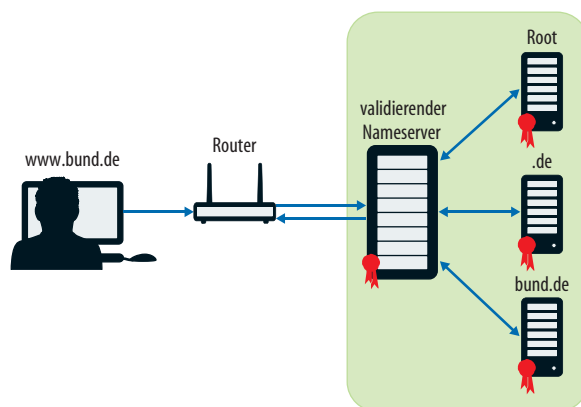 www.bund.de
Router
validierender
Nameserver
Root
.de
bund.de